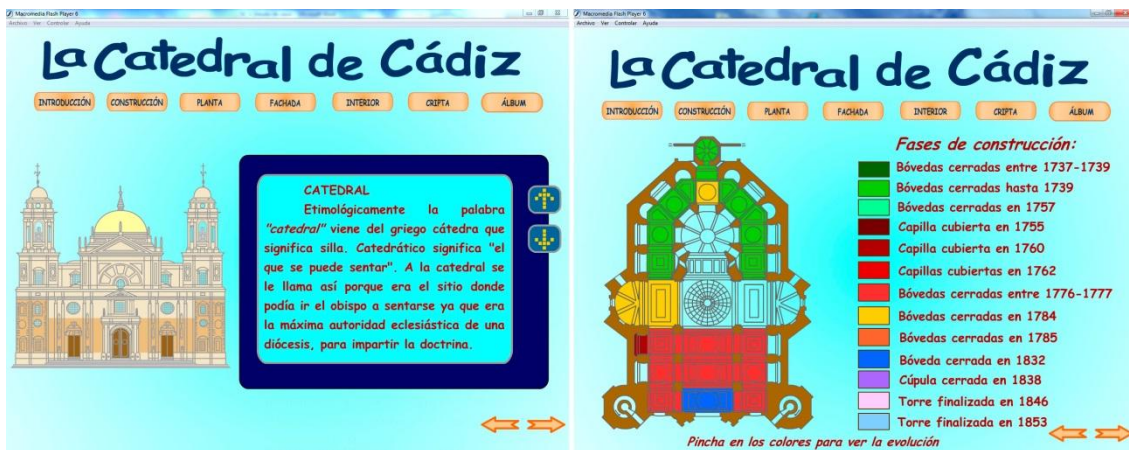 Macromedia Flash Player 6
Archivo Ver Controlar Ayuda
La Catedral de Cádiz
INTRODUCCIÓN CONSTRUCCIÓN PLANTA FACHADA INTERIOR CRIPTA ÁLBUM
CATEDRAL
Etimológicamente la palabra
"catedral" viene del griego cátedra que
significa silla. Catedrático significa "el
que se puede sentar". A la catedral se
le llama así porque era el sitio donde
podía ir el obispo a sentarse ya que era
la máxima autoridad eclesiástica de una
diócesis, para impartir la doctrina.
Macromedia Flash Player 6
Archivo Ver Controlar Ayuda
La Catedral de Cádiz
INTRODUCCIÓN CONSTRUCCIÓN PLANTA FACHADA INTERIOR CRIPTA ÁLBUM
Fases de construcción:
Bóvedas cerradas entre 1737-1739
Bóvedas cerradas hasta 1739
Bóvedas cerradas en 1757
Capilla cubierta en 1755
Capilla cubierta en 1760
Capillas cubiertas en 1762
Bóvedas cerradas entre 1776-1777
Bóvedas cerradas en 1784
Bóvedas cerradas en 1785
Bóveda cerrada en 1832
Cúpula cerrada en 1838
Torre finalizada en 1846
Torre finalizada en 1853
Pincha en los colores para ver la evolución